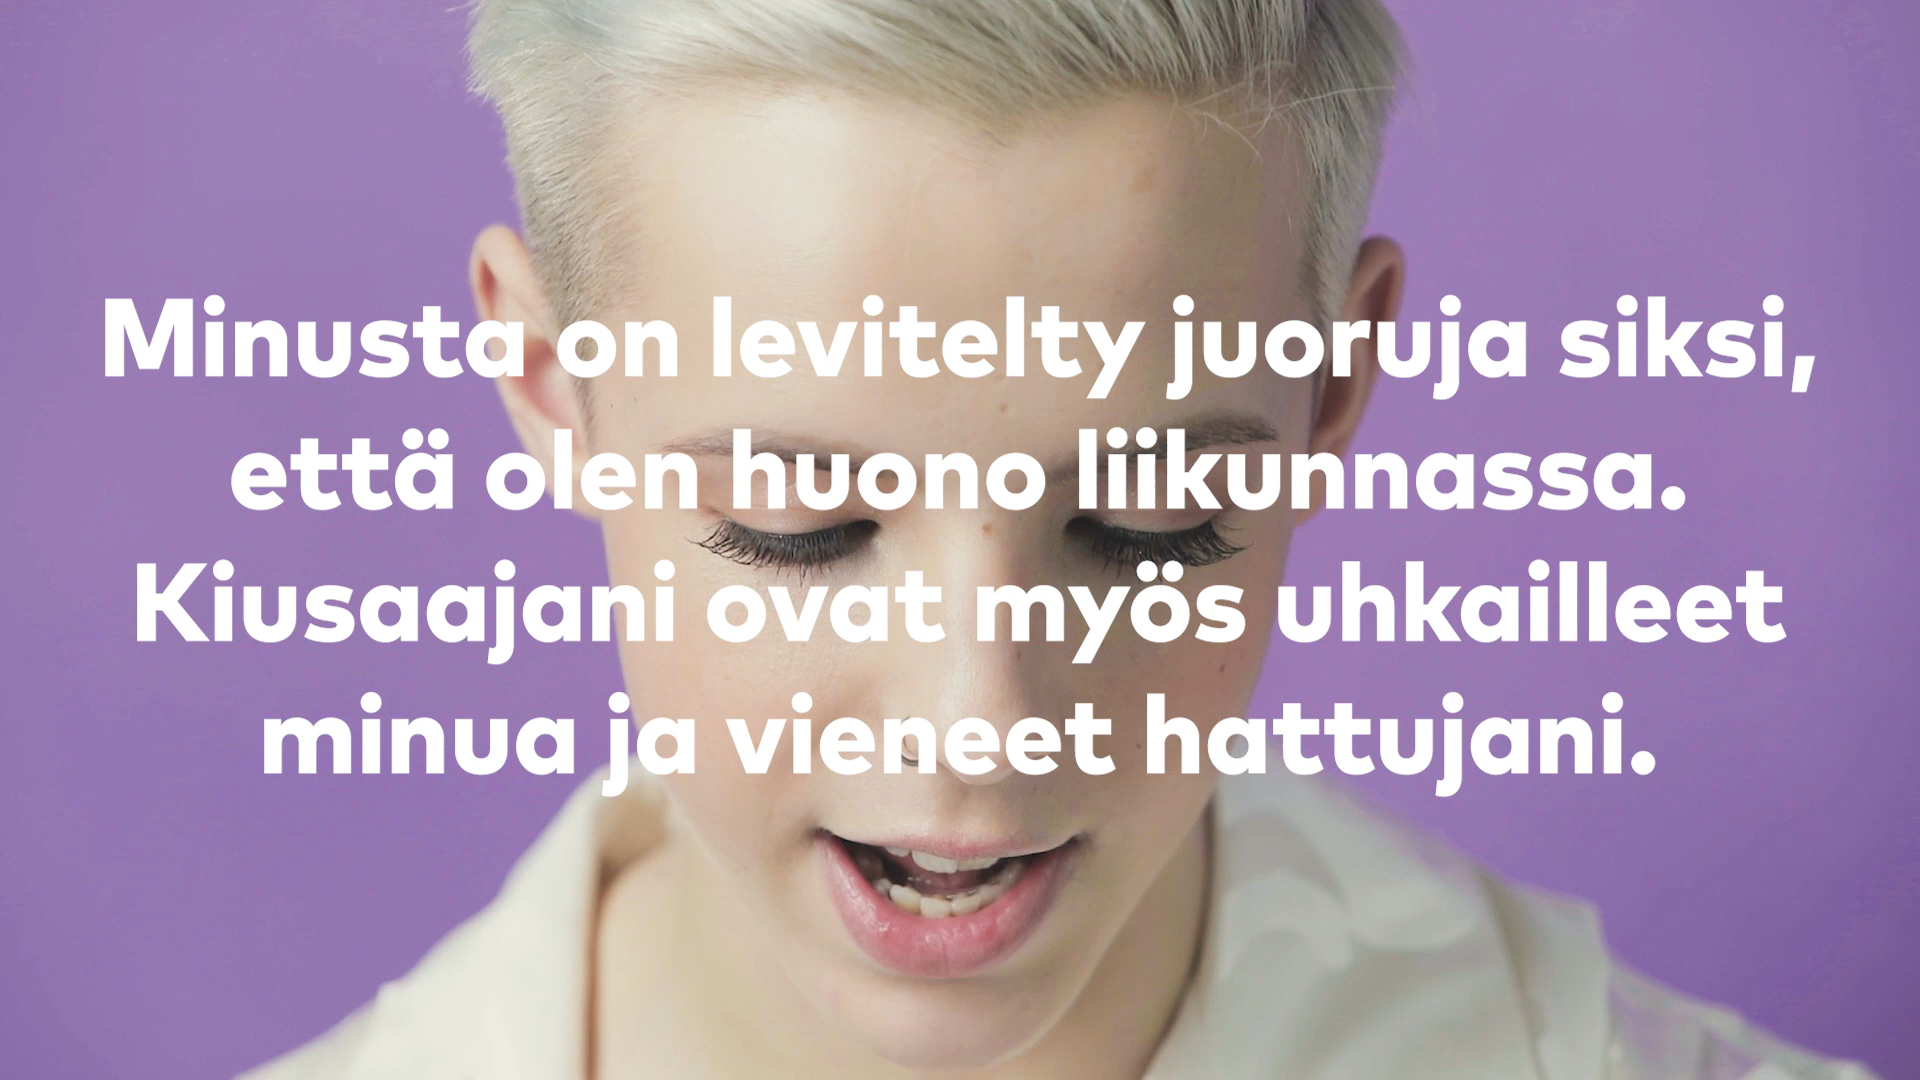 Minusta on levitelty juoruja siksi,
että olen huono liikunnassa.
Kiusaajani ovat myös uhkailleet
minua ja vieneet hattujani.